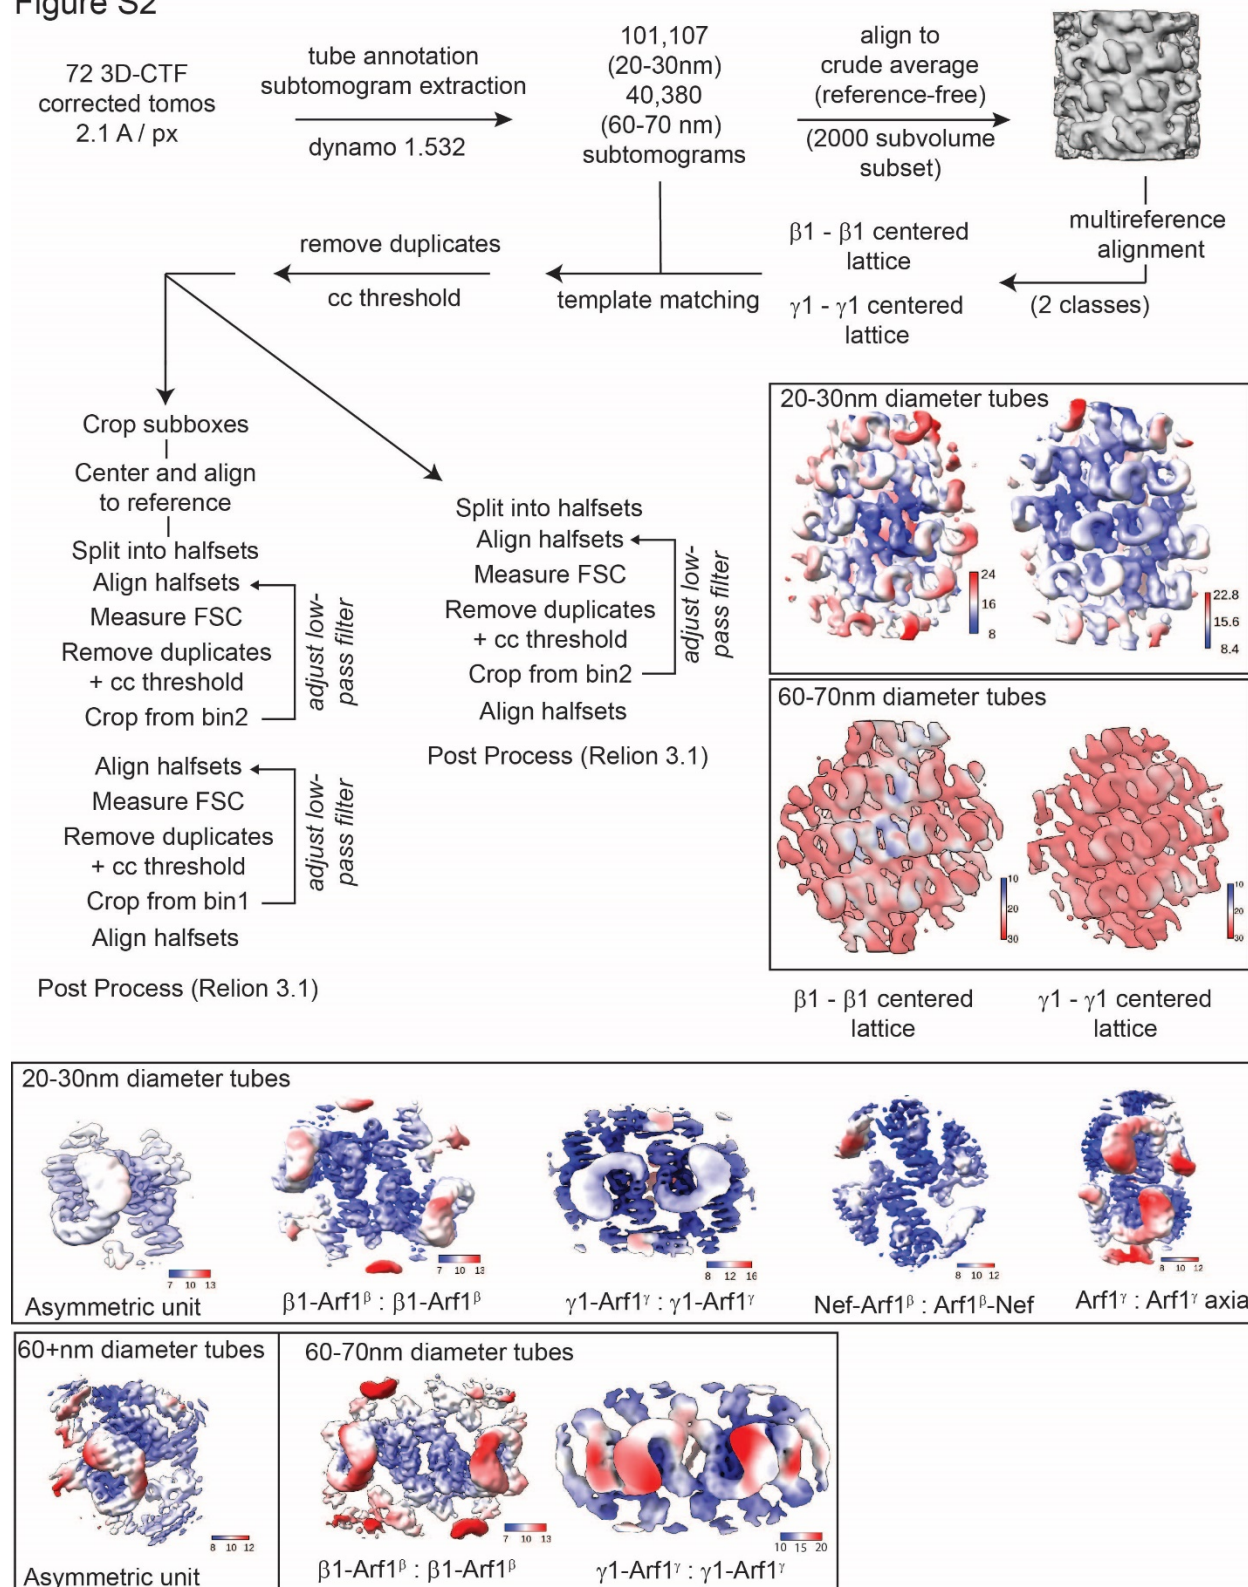 Figure S2
72 3D-CTF
corrected tomos
2.1 A / px
tube annotation
subtomogram extraction
dynamo 1.532
101,107
(20-30nm)
40,380
(60-70 nm)
subtomograms
align to
crude average
(reference-free)
(2000 subvolume
subset)
multireference
alignment
(2 classes)
β1 - β1 centered
lattice
γ1 - γ1 centered
lattice
template matching
remove duplicates
cc threshold
Crop subboxes
Center and align
to reference
Split into halfsets
Align halfsets
Measure FSC
Remove duplicates
+ cc threshold
Crop from bin2
adjust low-
pass filter
Align halfsets
Measure FSC
Remove duplicates
+ cc threshold
Crop from bin1
adjust low-
pass filter
Align halfsets
Post Process (Relion 3.1)
Split into halfsets
Align halfsets
Measure FSC
Remove duplicates
+ cc threshold
Crop from bin2
adjust low-
pass filter
Align halfsets
Post Process (Relion 3.1)
20-30nm diameter tubes
24
16
8
22.8
15.6
8.4
60-70nm diameter tubes
10
20
30
10
20
30
β1 - β1 centered
lattice
γ1 - γ1 centered
lattice
20-30nm diameter tubes
7 10 13
7 10 13
8 12 16
8 10 12
8 10 12
Asymmetric unit
β1-Arf1ᵝ : β1-Arf1ᵝ
γ1-Arf1ᵞ : γ1-Arf1ᵞ
Nef-Arf1ᵝ : Arf1ᵝ-Nef
Arf1ᵞ : Arf1ᵞ axia
60+nm diameter tubes
8 10 12
Asymmetric unit
60-70nm diameter tubes
7 10 13
10 15 20
β1-Arf1ᵝ : β1-Arf1ᵝ
γ1-Arf1ᵞ : γ1-Arf1ᵞ